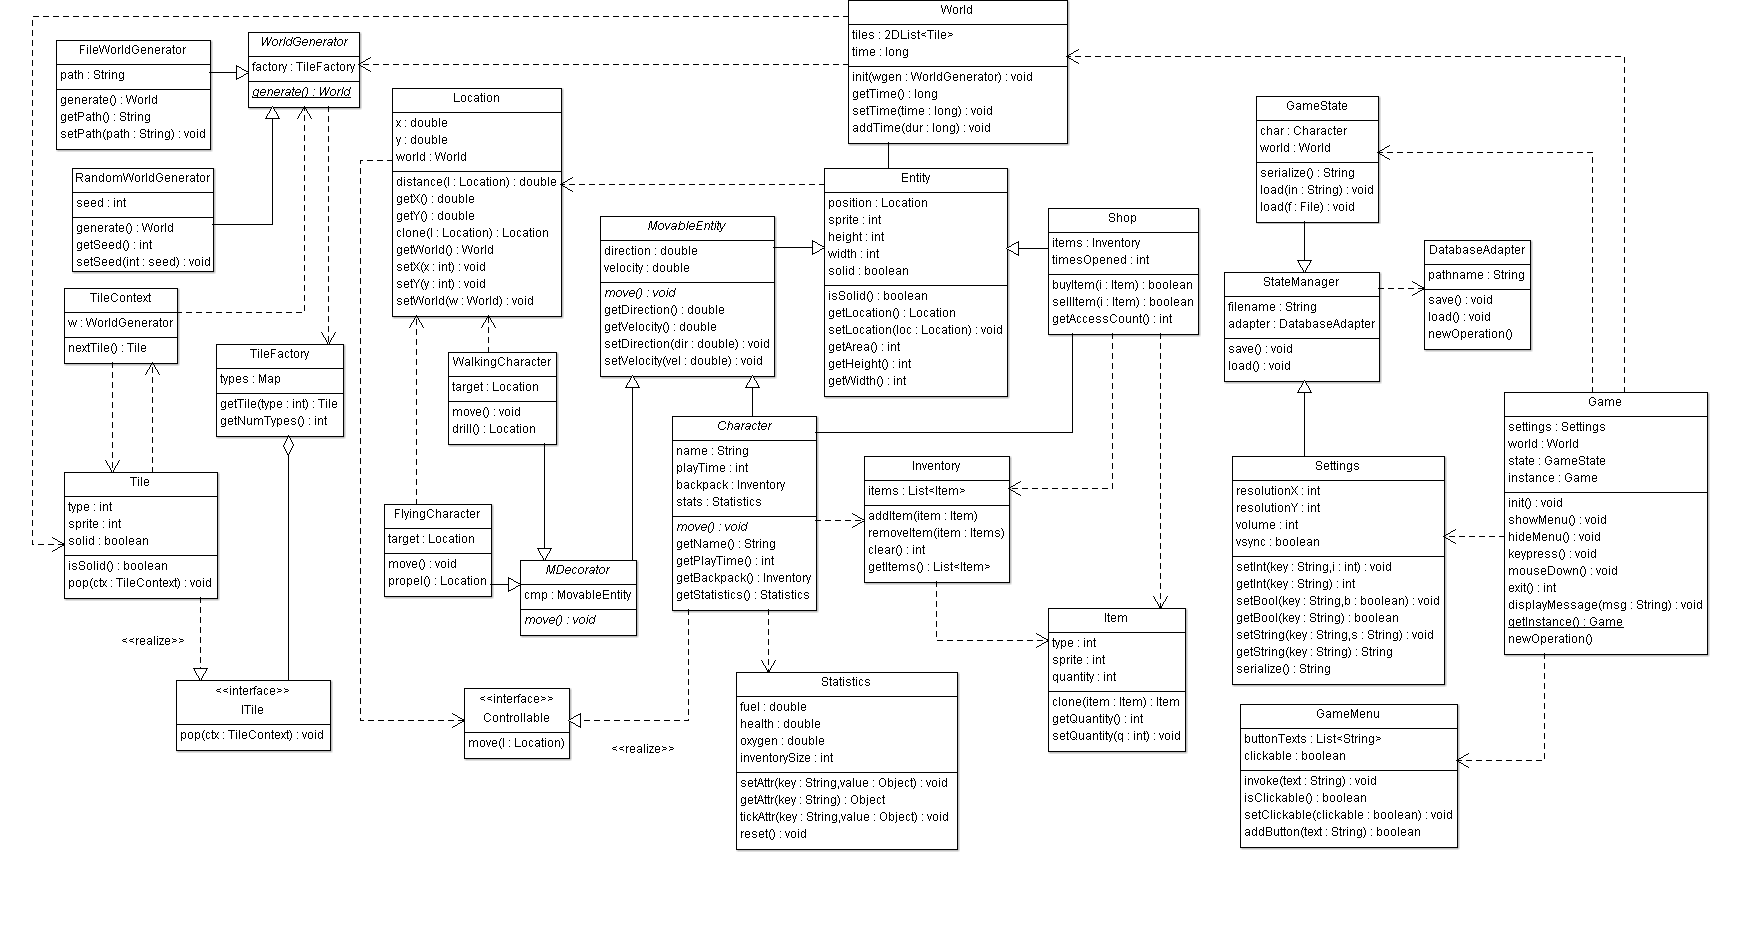 World
tiles : 2DList<Tile>
time : long
init(wgen : WorldGenerator) : void
getTime() : long
setTime(time : long) : void
addTime(dur : long) : void
FileWorldGenerator
path : String
generate() : World
getPath() : String
setPath(path : String) : void
WorldGenerator
factory : TileFactory
generate() : World
Location
x : double
y : double
world : World
distance(l : Location) : double
getX() : double
getY() : double
clone(l : Location) : Location
getWorld() : World
setX(x : int) : void
setY(y : int) : void
setWorld(w : World) : void
GameState
char : Character
world : World
serialize() : String
load(in : String) : void
load(f : File) : void
RandomWorldGenerator
seed : int
generate() : World
getSeed() : int
setSeed(int : seed) : void
Entity
position : Location
sprite : int
height : int
width : int
solid : boolean
isSolid() : boolean
getLocation() : Location
setLocation(loc : Location) : void
getArea() : int
getHeight() : int
getWidth() : int
MovableEntity
direction : double
velocity : double
move() : void
getDirection() : double
getVelocity() : double
setDirection(dir : double) : void
setVelocity(vel : double) : void
Shop
items : Inventory
timesOpened : int
buyItem(i : Item) : boolean
sellItem(i : Item) : boolean
getAccessCount() : int
DatabaseAdapter
pathname : String
save() : void
load() : void
newOperation()
StateManager
filename : String
adapter : DatabaseAdapter
save() : void
load() : void
TileContext
w : WorldGenerator
nextTile() : Tile
TileFactory
types : Map
getTile(type : int) : Tile
getNumTypes() : int
WalkingCharacter
target : Location
move() : void
drill() : Location
Character
name : String
playTime : int
backpack : Inventory
stats : Statistics
move() : void
getName() : String
getPlayTime() : int
getBackpack() : Inventory
getStatistics() : Statistics
Game
settings : Settings
world : World
state : GameState
instance : Game
init() : void
showMenu() : void
hideMenu() : void
keypress() : void
mouseDown() : void
exit() : int
displayMessage(msg : String) : void
getInstance() : Game
newOperation()
Inventory
items : List<Item>
addItem(item : Item)
removeItem(item : Items)
clear() : int
getItems() : List<Item>
Settings
resolutionX : int
resolutionY : int
volume : int
vsync : boolean
setInt(key : String,i : int) : void
getInt(key : String) : int
setBool(key : String,b : boolean) : void
getBool(key : String) : boolean
setString(key : String,s : String) : void
getString(key : String) : String
serialize() : String
Tile
type : int
sprite : int
solid : boolean
isSolid() : boolean
pop(ctx : TileContext) : void
FlyingCharacter
target : Location
move() : void
propel() : Location
MDecorator
cmp : MovableEntity
move() : void
<<realize>>
Item
type : int
sprite : int
quantity : int
clone(item : Item) : Item
getQuantity() : int
setQuantity(q : int) : void
<<interface>>
ITile
pop(ctx : TileContext) : void
<<interface>>
Controllable
move(l : Location)
<<realize>>
Statistics
fuel : double
health : double
oxygen : double
inventorySize : int
setAttr(key : String,value : Object) : void
getAttr(key : String) : Object
tickAttr(key : String,value : Object) : void
reset() : void
GameMenu
buttonTexts : List<String>
clickable : boolean
invoke(text : String) : void
isClickable() : boolean
setClickable(clickable : boolean) : void
addButton(text : String) : boolean